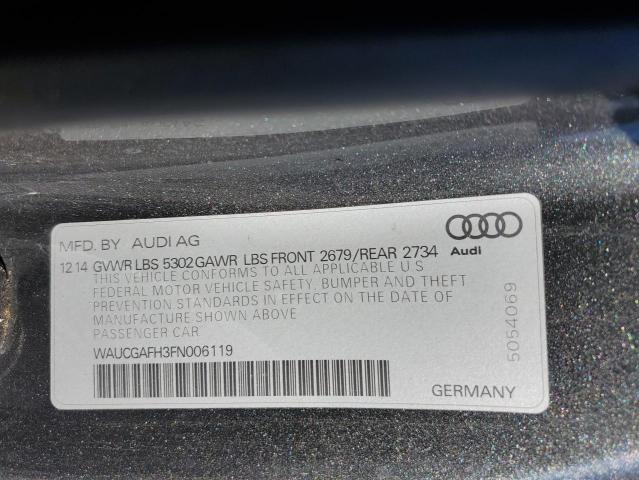 MFD. BY AUDI AG
12 14 GVWR LBS 5302 GAWR LBS FRONT 2679/REAR 2734
Audi
THIS VEHICLE CONFORMS TO ALL APPLICABLE U S
FEDERAL MOTOR VEHICLE SAFETY, BUMPER AND THEFT
PREVENTION STANDARDS IN EFFECT ON THE DATE OF
MANUFACTURE SHOWN ABOVE
PASSENGER CAR
WAUCGAFH3FN006119
GERMANY
5054069